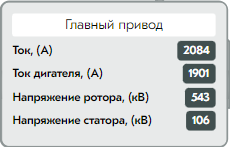 Главный привод
Ток, (А) 2084
Ток дигателя, (А) 1901
Напряжение ротора, (кВ) 543
Напряжение статора, (кВ) 106